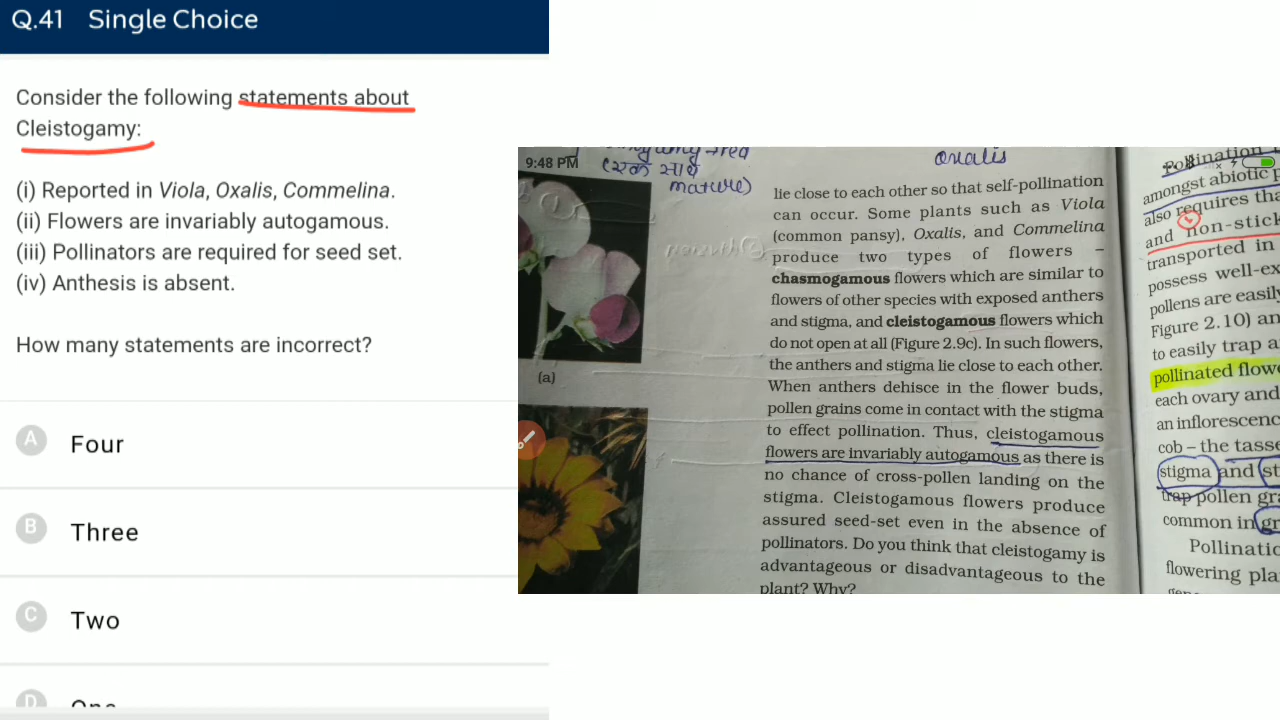 Q.41 Single Choice
Consider the following statements about
Cleistogamy:
(i) Reported in Viola, Oxalis, Commelina.
(ii) Flowers are invariably autogamous.
(iii) Pollinators are required for seed set.
(iv) Anthesis is absent.
How many statements are incorrect?
A Four
B Three
C Two
D One
9:48 PM
(एक साथ
mature)
oxalis
(a)
lie close to each other so that self-pollination
can occur. Some plants such as Viola
(common pansy), Oxalis, and Commelina
produce two types of flowers –
chasmogamous flowers which are similar to
flowers of other species with exposed anthers
and stigma, and cleistogamous flowers which
do not open at all (Figure 2.9c). In such flowers,
the anthers and stigma lie close to each other.
When anthers dehisce in the flower buds,
pollen grains come in contact with the stigma
to effect pollination. Thus, cleistogamous
flowers are invariably autogamous as there is
no chance of cross-pollen landing on the
stigma. Cleistogamous flowers produce
assured seed-set even in the absence of
pollinators. Do you think that cleistogamy is
advantageous or disadvantageous to the
plant? Why?
Pollination
amongst abiotic p
also requires tha
and non-stick
transported in
possess well-ex
pollens are easily
Figure 2.10) an
to easily trap a
pollinated flowe
each ovary and
an inflorescenc
cob – the tasse
stigma and st
trap pollen gra
common in gr
Pollinatio
flowering pla